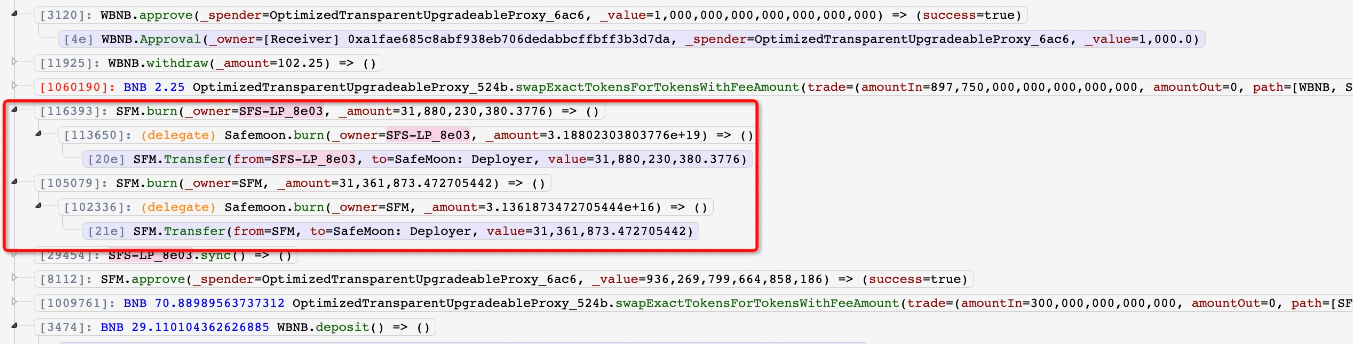 [3120]: WBNB.approve(_spender=OptimizedTransparentUpgradeableProxy_6ac6, _value=1,000,000,000,000,000,000,000) => (success=true)
[4e] WBNB.Approval(_owner=[Receiver] 0xa1fae685c8abf938eb706dedabbcffbff3b3d7da, _spender=OptimizedTransparentUpgradeableProxy_6ac6, _value=1,000.0)
[11925]: WBNB.withdraw(_amount=102.25) => ()
[1060190]: BNB 2.25 OptimizedTransparentUpgradeableProxy_524b.swapExactTokensForTokensWithFeeAmount(trade=(amountIn=897,750,000,000,000,000,000, amountOut=0, path=[WBNB, S
[116393]: SFM.burn(_owner=SFS-LP_8e03, _amount=31,880,230,380.3776) => ()
[113650]: (delegate) Safemoon.burn(_owner=SFS-LP_8e03, _amount=3.18802303803776e+19) => ()
[20e] SFM.Transfer(from=SFS-LP_8e03, to=SafeMoon: Deployer, value=31,880,230,380.3776)
[105079]: SFM.burn(_owner=SFM, _amount=31,361,873.472705442) => ()
[102336]: (delegate) Safemoon.burn(_owner=SFM, _amount=3.1361873472705444e+16) => ()
[21e] SFM.Transfer(from=SFM, to=SafeMoon: Deployer, value=31,361,873.472705442)
[29454]: SFS-LP_8e03.sync() => ()
[8112]: SFM.approve(_spender=OptimizedTransparentUpgradeableProxy_6ac6, _value=936,269,799,664,858,186) => (success=true)
[1009761]: BNB 70.88989563737312 OptimizedTransparentUpgradeableProxy_524b.swapExactTokensForTokensWithFeeAmount(trade=(amountIn=300,000,000,000,000, amountOut=0, path=[SF
[3474]: BNB 29.110104362626885 WBNB.deposit() => ()